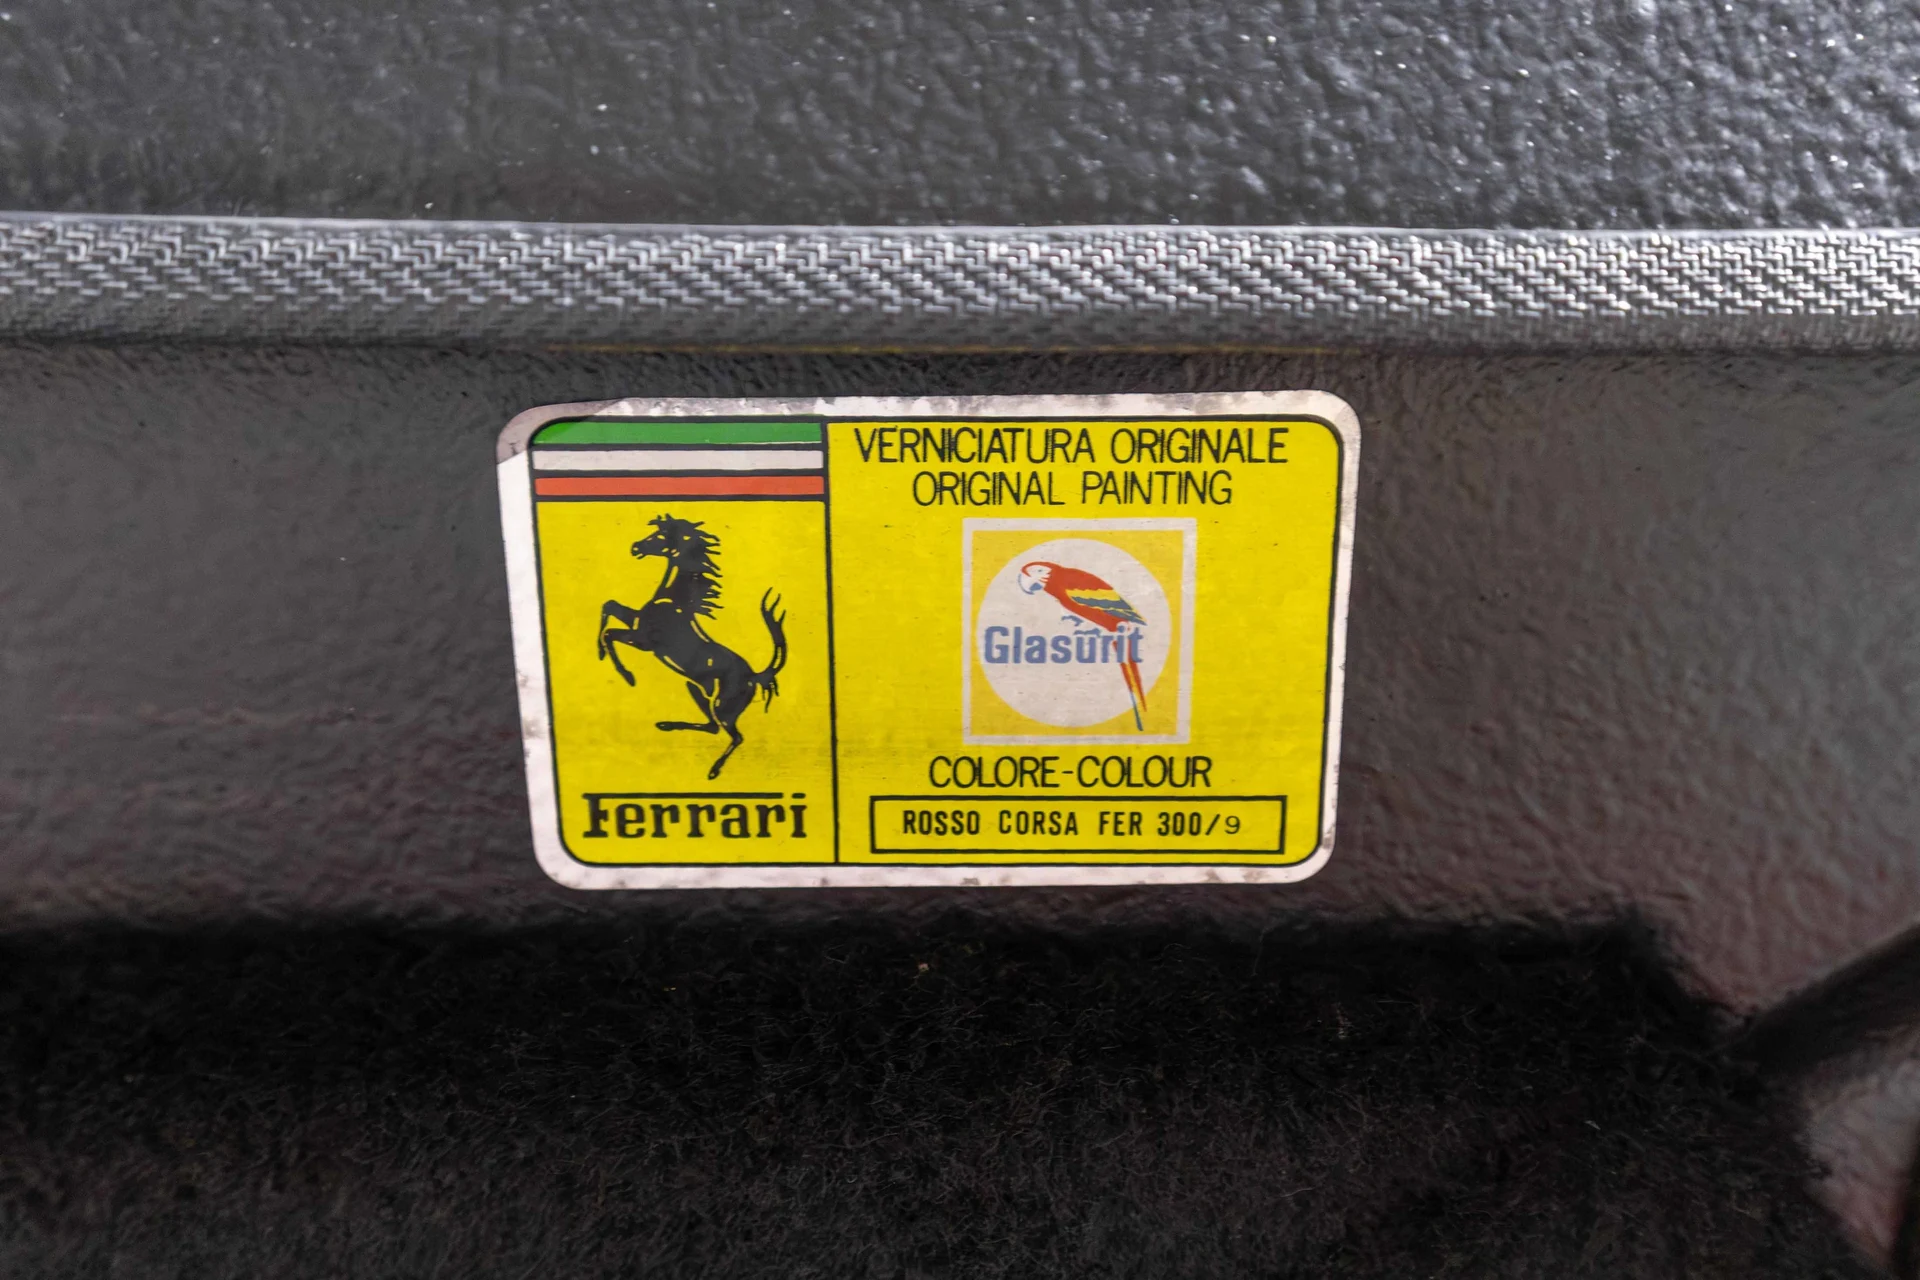 VERNICIATURA ORIGINALE
ORIGINAL PAINTING
Glasurit
COLORE-COLOUR
ROSSO CORSA FER 300/9
Ferrari